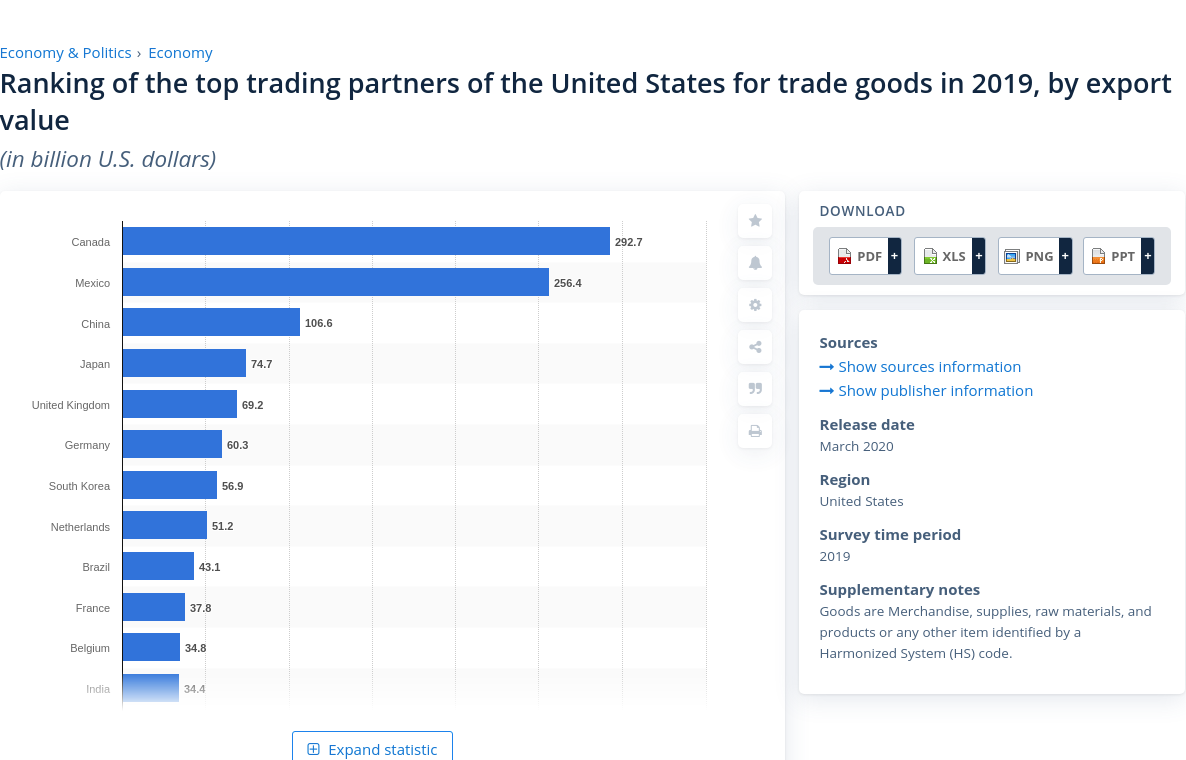 Economy & Politics › Economy
Ranking of the top trading partners of the United States for trade goods in 2019, by export
value
(in billion U.S. dollars)
Canada 292.7
Mexico 256.4
China 106.6
Japan 74.7
United Kingdom 69.2
Germany 60.3
South Korea 56.9
Netherlands 51.2
Brazil 43.1
France 37.8
Belgium 34.8
India 34.4
Expand statistic
DOWNLOAD
PDF + XLS + PNG + PPT +
Sources
Show sources information
Show publisher information
Release date
March 2020
Region
United States
Survey time period
2019
Supplementary notes
Goods are Merchandise, supplies, raw materials, and
products or any other item identified by a
Harmonized System (HS) code.